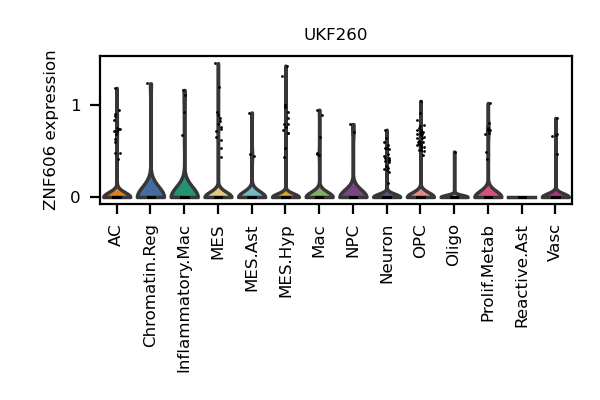 UKF260
ZNF606 expression
1
0
AC
Chromatin.Reg
Inflammatory.Mac
MES
MES.Ast
MES.Hyp
Mac
NPC
Neuron
OPC
Oligo
Prolif.Metab
Reactive.Ast
Vasc